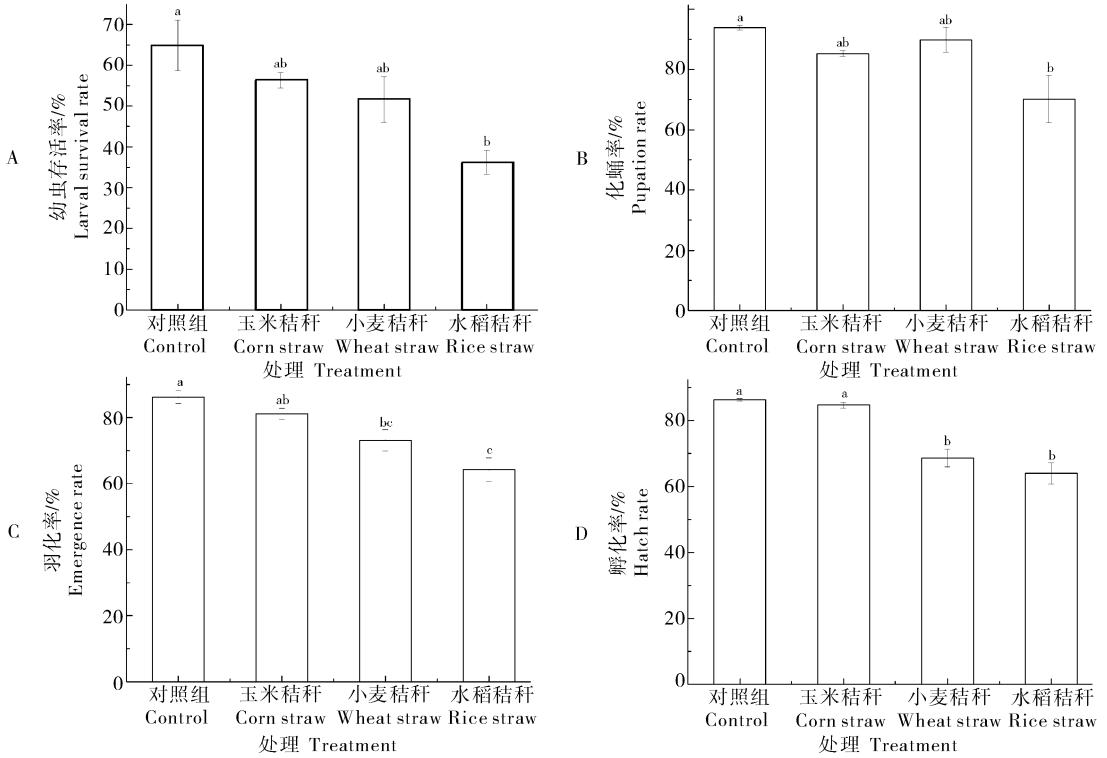 A
幼虫存活率/%
Larval survival rate
70
60
50
40
30
20
10
0
a
ab
ab
b
对照组 玉米秸秆 小麦秸秆 水稻秸秆
Control Corn straw Wheat straw Rice straw
处理 Treatment
B
化蛹率/%
Pupation rate
80
60
40
20
0
a
ab
ab
b
对照组 玉米秸秆 小麦秸秆 水稻秸秆
Control Corn straw Wheat straw Rice straw
处理 Treatment
C
羽化率/%
Emergence rate
80
60
40
20
0
a
ab
bc
c
对照组 玉米秸秆 小麦秸秆 水稻秸秆
Control Corn straw Wheat straw Rice straw
处理 Treatment
D
孵化率/%
Hatch rate
80
60
40
20
0
a
a
b
b
对照组 玉米秸秆 小麦秸秆 水稻秸秆
Control Corn straw Wheat straw Rice straw
处理 Treatment